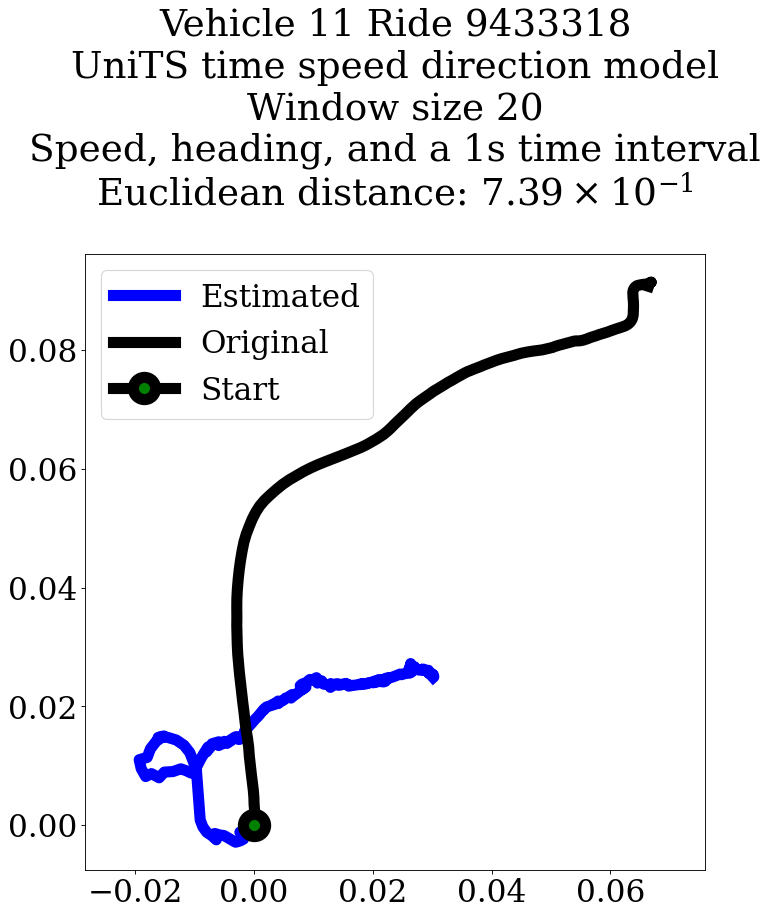 Vehicle 11 Ride 9433318
UniTS time speed direction model
Window size 20
Speed, heading, and a 1s time interval
Euclidean distance: 7.39 × 10⁻¹
Estimated
Original
Start
0.08
0.06
0.04
0.02
0.00
−0.02 0.00 0.02 0.04 0.06